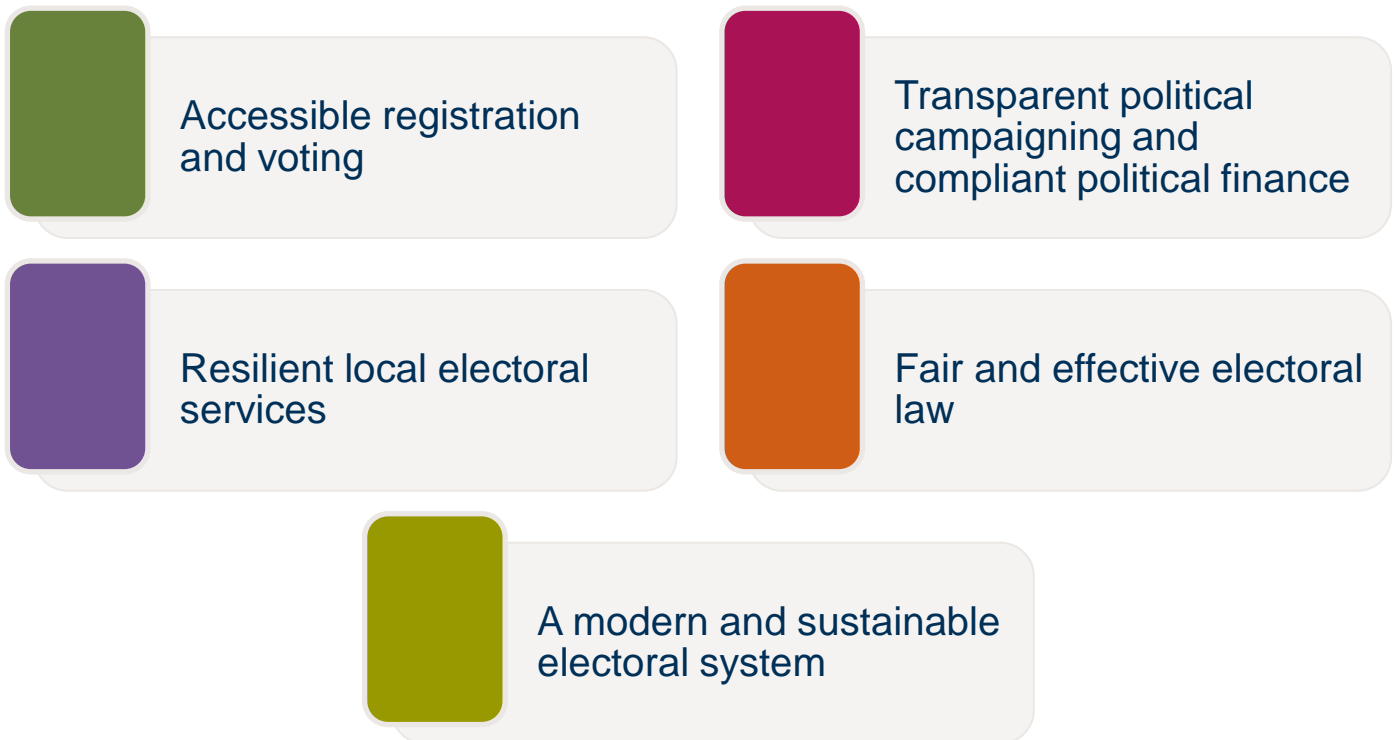 Accessible registration
and voting
Transparent political
campaigning and
compliant political finance
Resilient local electoral
services
Fair and effective electoral
law
A modern and sustainable
electoral system